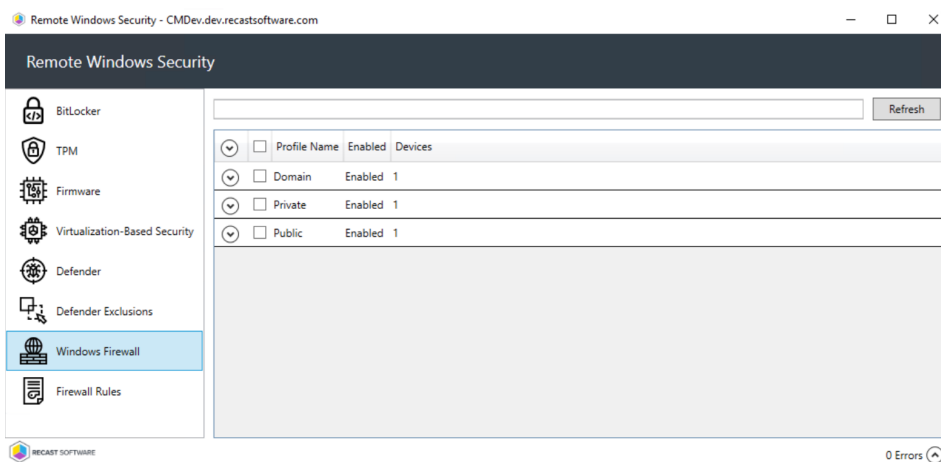 Remote Windows Security - CMDev.dev.recastsoftware.com
Remote Windows Security
BitLocker
TPM
Firmware
Virtualization-Based Security
Defender
Defender Exclusions
Windows Firewall
Firewall Rules
Refresh
Profile Name Enabled Devices
Domain Enabled 1
Private Enabled 1
Public Enabled 1
RECAST SOFTWARE
0 Errors